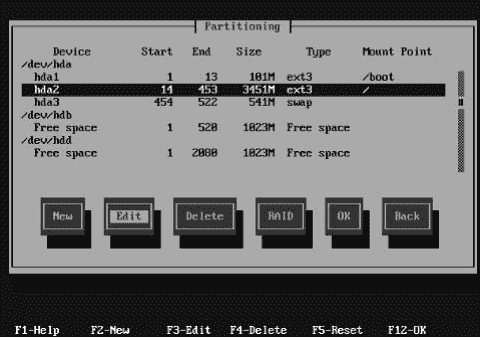 Partitioning
Device Start End Size Type Mount Point
/dev/hda
hda1 1 13 101M ext3 /boot
hda2 14 453 3451M ext3 /
hda3 454 522 541M swap
/dev/hdb
Free space 1 520 1023M Free space
/dev/hdd
Free space 1 2080 1023M Free space
New Edit Delete RAID OK Back
F1-Help F2-New F3-Edit F4-Delete F5-Reset F12-OK